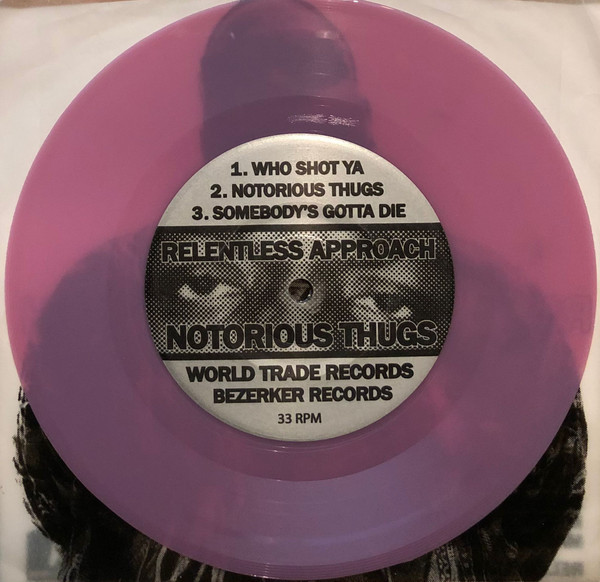 1. WHO SHOT YA
2. NOTORIOUS THUGS
3. SOMEBODY'S GOTTA DIE
RELENTLESS APPROACH
NOTORIOUS THUGS
WORLD TRADE RECORDS
BEZERKER RECORDS
33 RPM